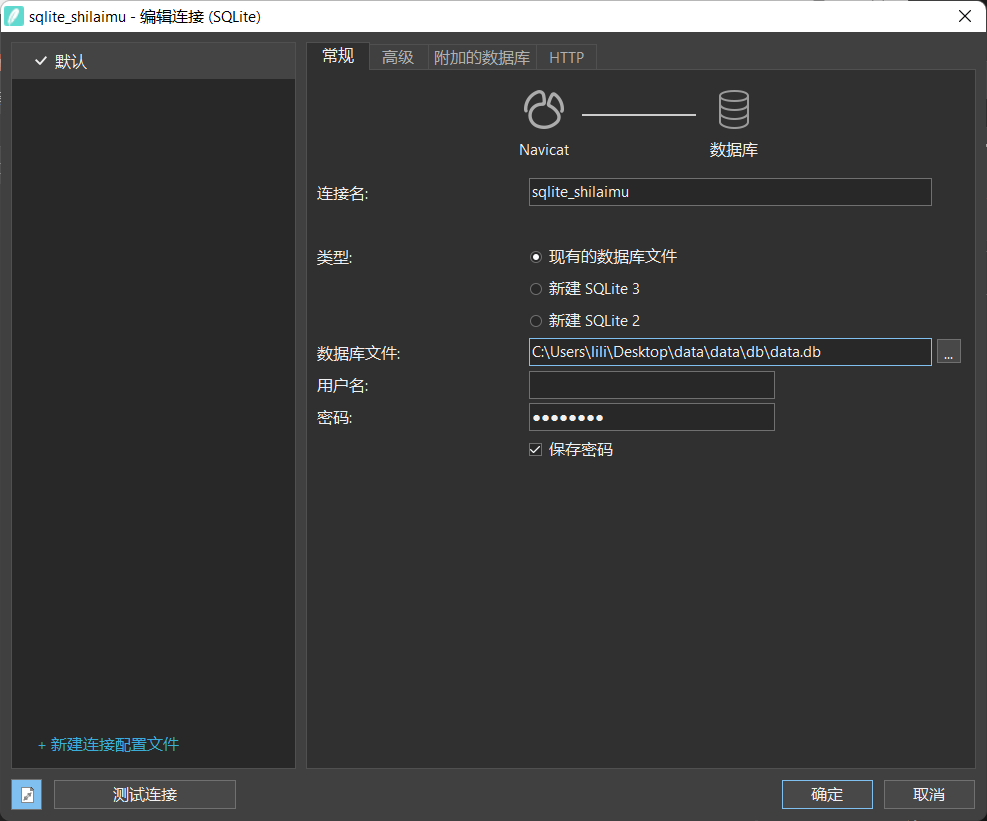 sqlite_shilaimu - 编辑连接 (SQLite)
默认
常规 高级 附加的数据库 HTTP
Navicat 数据库
连接名: sqlite_shilaimu
类型: 现有的数据库文件
新建 SQLite 3
新建 SQLite 2
数据库文件: C:\Users\lili\Desktop\data\data\db\data.db ...
用户名:
密码: ●●●●●●●●
保存密码
+ 新建连接配置文件
测试连接 确定 取消